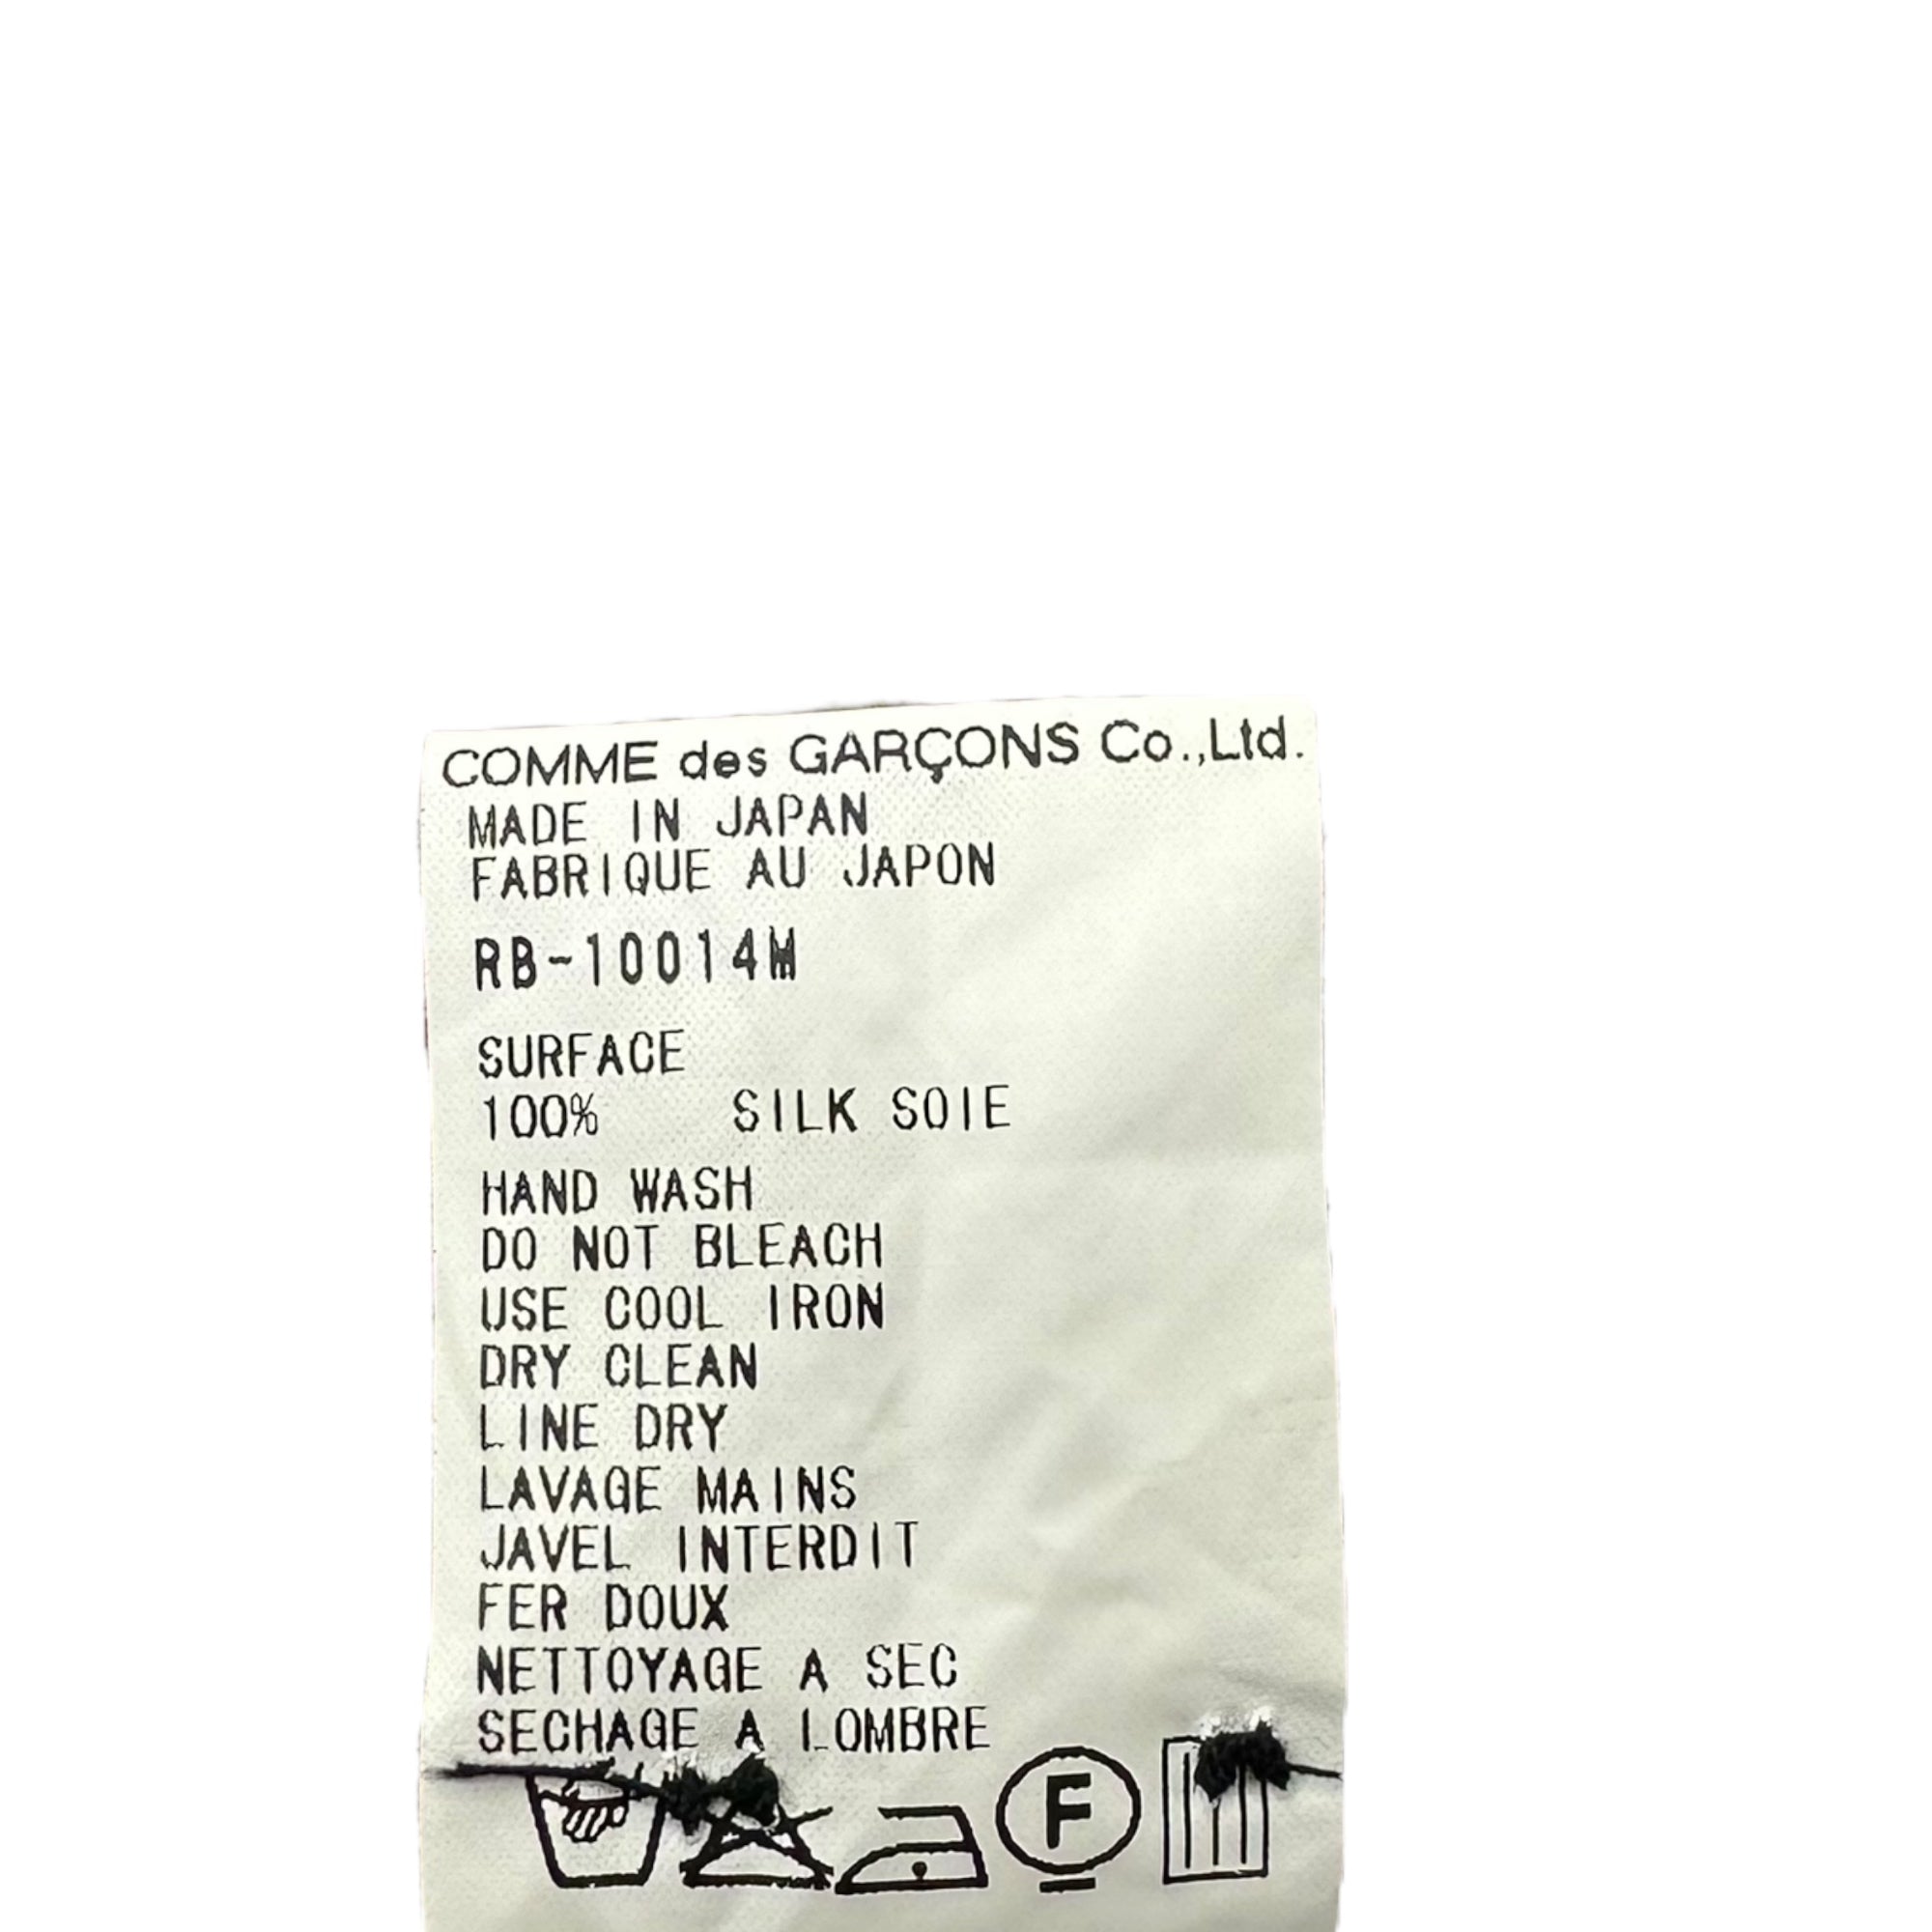 COMME des GARÇONS Co.,Ltd.
MADE IN JAPAN
FABRIQUE AU JAPON
RB-10014M
SURFACE
100% SILK SOIE
HAND WASH
DO NOT BLEACH
USE COOL IRON
DRY CLEAN
LINE DRY
LAVAGE MAINS
JAVEL INTERDIT
FER DOUX
NETTOYAGE A SEC
SECHAGE A LOMBRE
F